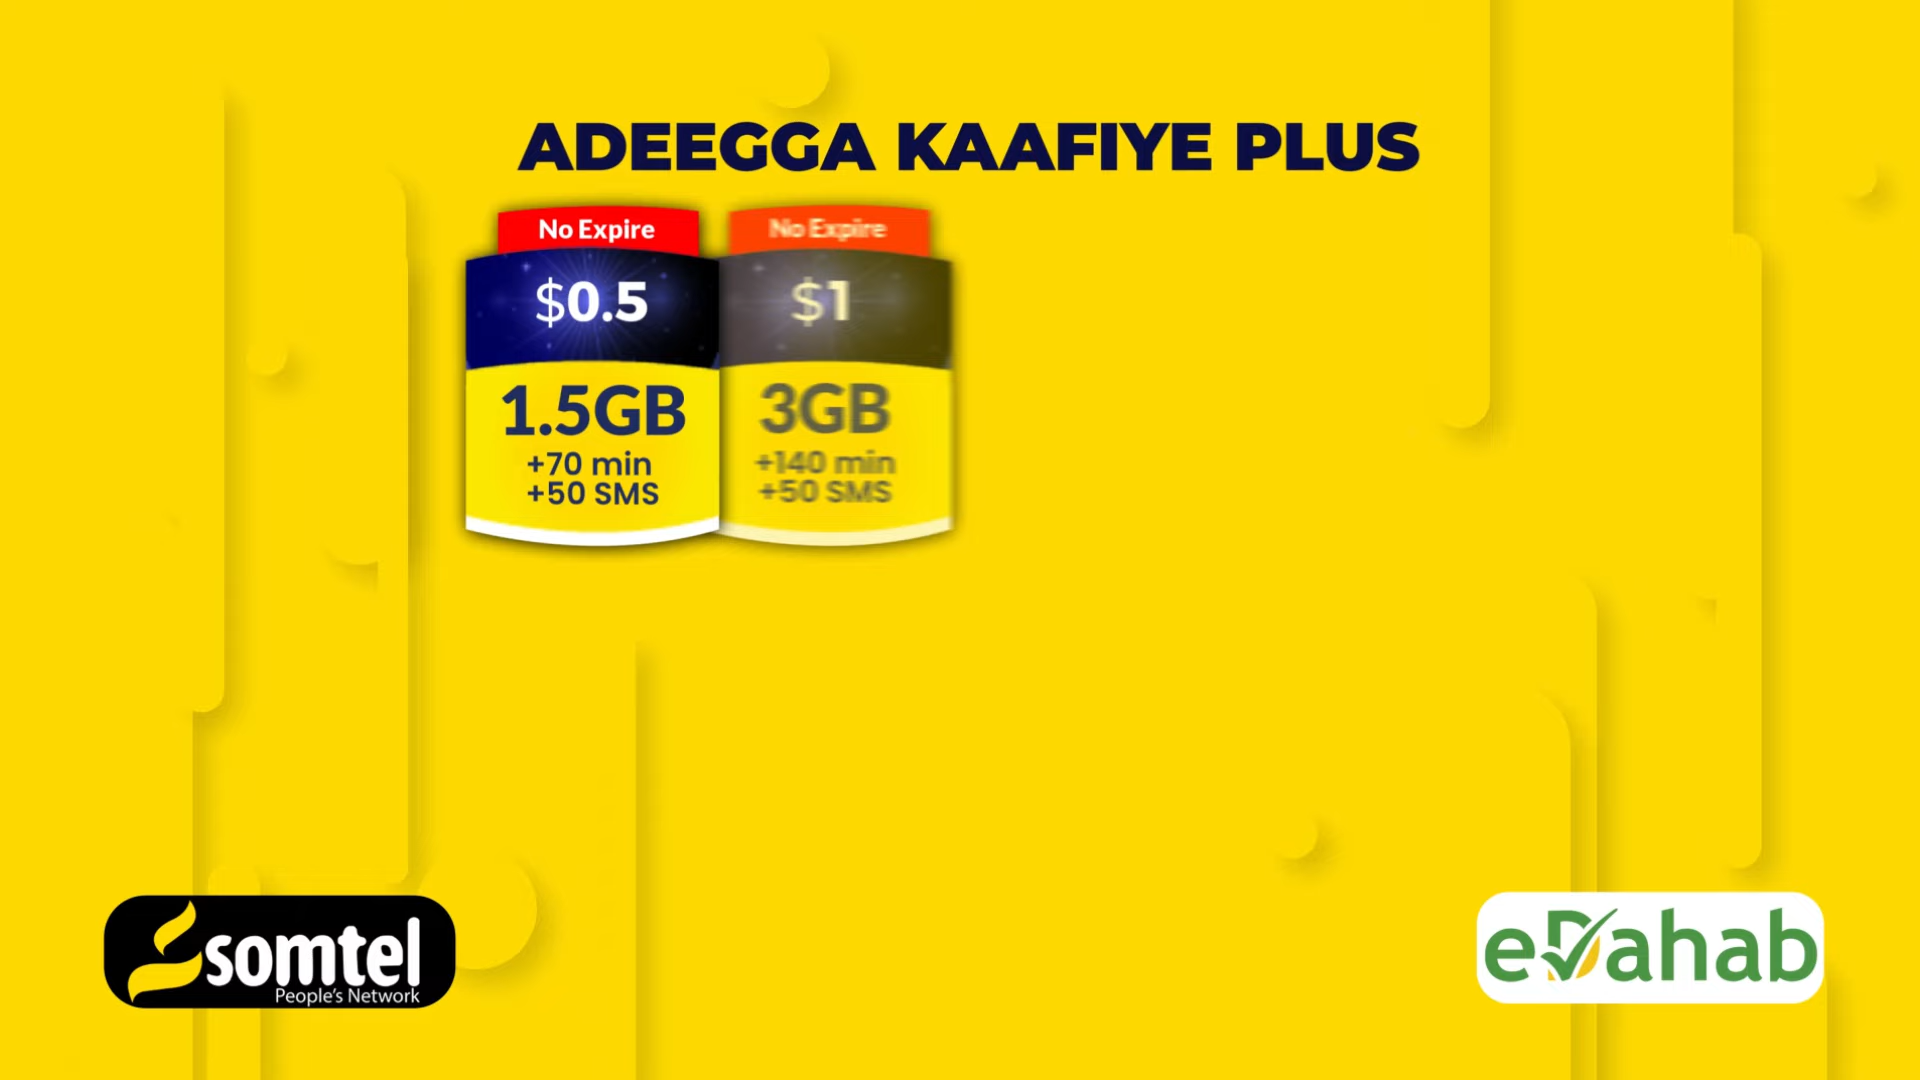 ADEEGGA KAAFIYE PLUS
No Expire
$0.5
1.5GB
+70 min
+50 SMS
No Expire
$1
3GB
+140 min
+50 SMS
somtel
People's Network
eDahab